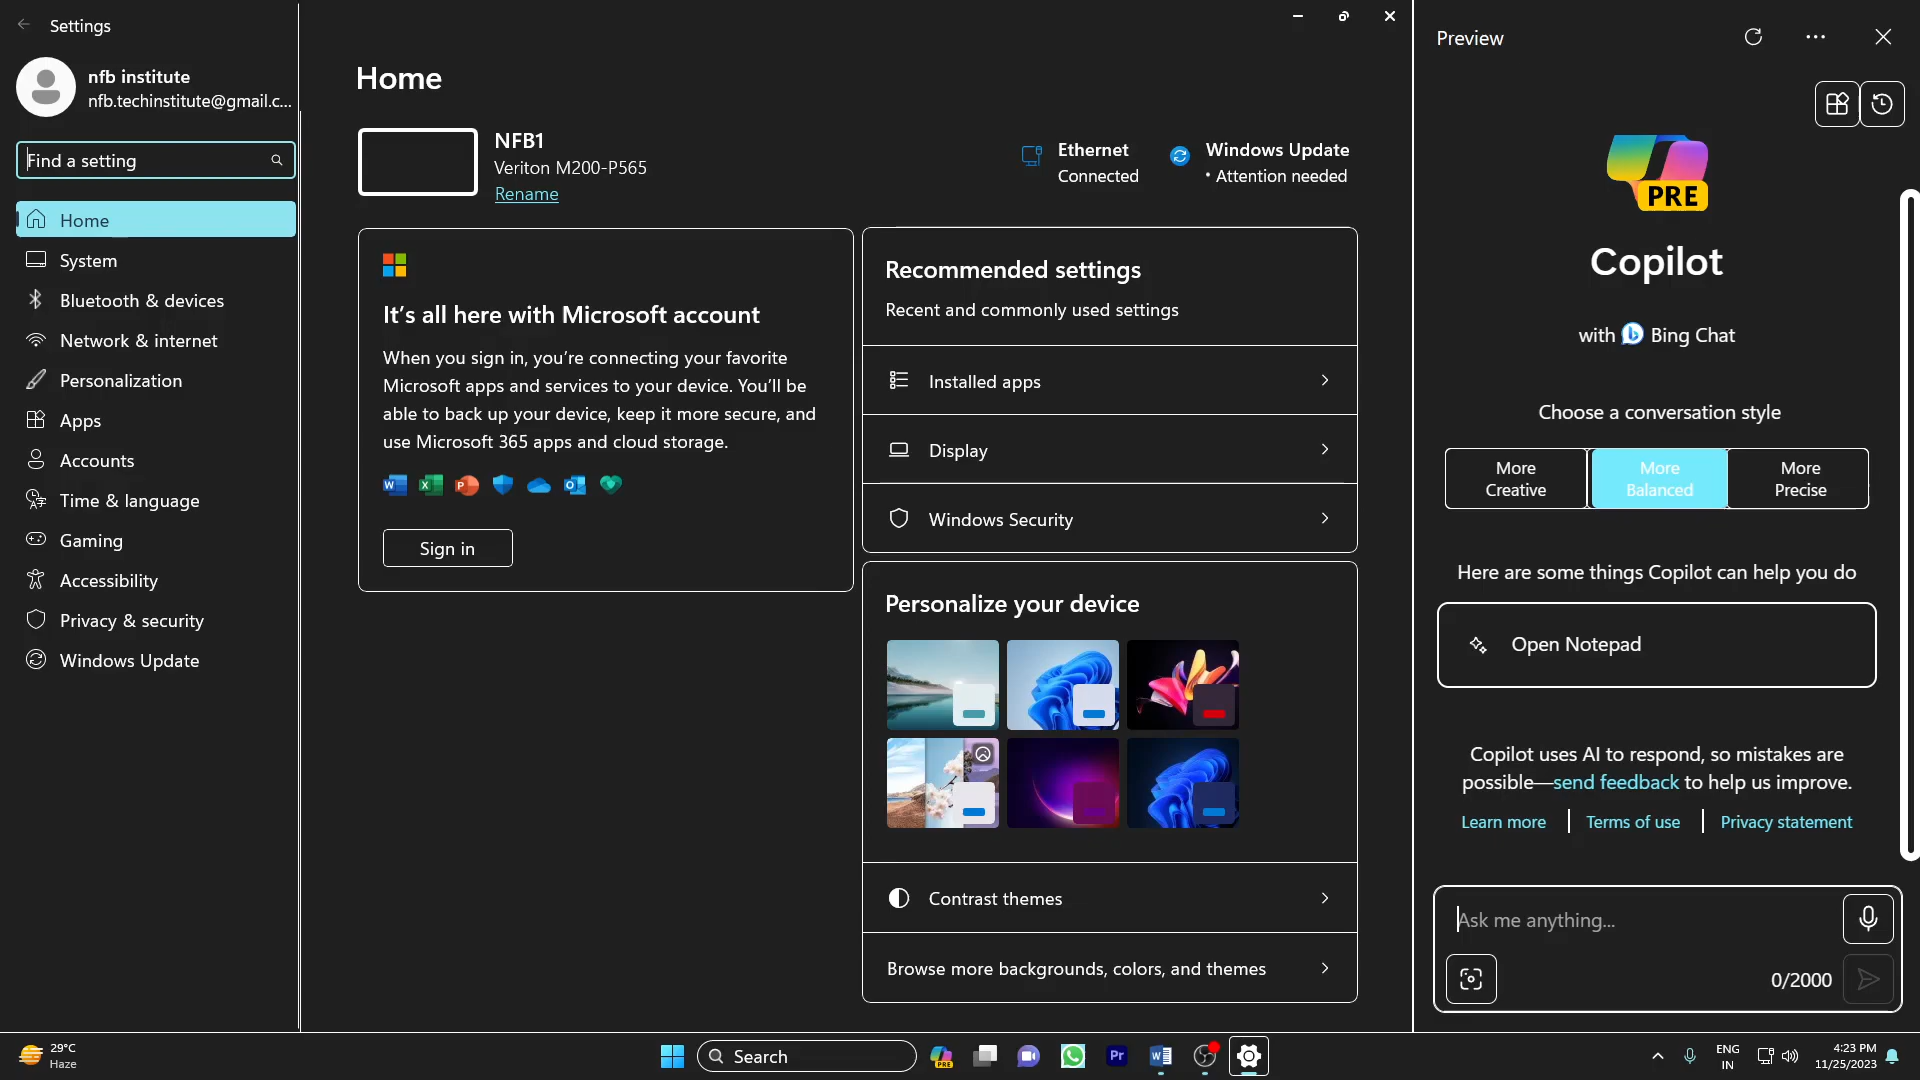 Settings
nfb institute
nfb.techinstitute@gmail.c...
Find a setting
Home
System
Bluetooth & devices
Network & internet
Personalization
Apps
Accounts
Time & language
Gaming
Accessibility
Privacy & security
Windows Update
Home
NFB1
Veriton M200-P565
Rename
Ethernet
Connected
Windows Update
• Attention needed
It's all here with Microsoft account
When you sign in, you're connecting your favorite
Microsoft apps and services to your device. You'll be
able to back up your device, keep it more secure, and
use Microsoft 365 apps and cloud storage.
Sign in
Recommended settings
Recent and commonly used settings
Installed apps
Display
Windows Security
Personalize your device
Contrast themes
Browse more backgrounds, colors, and themes
Preview
PRE
Copilot
with Bing Chat
Choose a conversation style
More
Creative
More
Balanced
More
Precise
Here are some things Copilot can help you do
Open Notepad
Copilot uses AI to respond, so mistakes are
possible—send feedback to help us improve.
Learn more
Terms of use
Privacy statement
Ask me anything...
0/2000
29°C
Haze
Search
PRE
Pr
W
ENG
IN
4:23 PM
11/25/2023